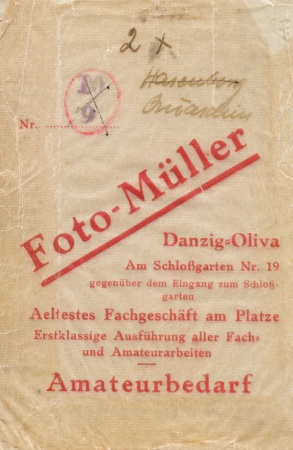 2 x
Nr.
Foto-Müller
Danzig=Oliva
Am Schloßgarten Nr. 19
gegenüber dem Eingang zum Schloß-
garten
Aeltestes Fachgeschäft am Platze
Erstklassige Ausführung aller Fach-
und Amateurarbeiten
Amateurbedarf